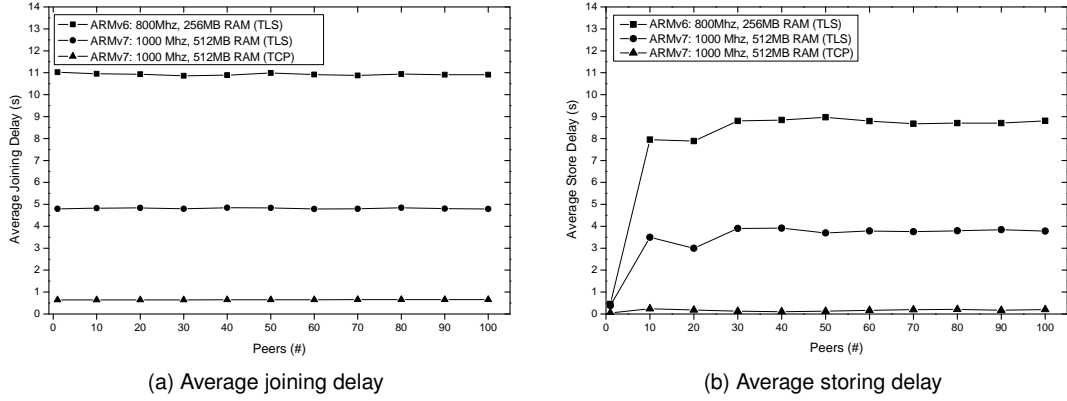 ARMv6: 800Mhz, 256MB RAM (TLS)
ARMv7: 1000 Mhz, 512MB RAM (TLS)
ARMv7: 1000 Mhz, 512MB RAM (TCP)
Average Joining Delay (s)
14
13
12
11
10
9
8
7
6
5
4
3
2
1
0
0 10 20 30 40 50 60 70 80 90 100
Peers (#)
(a) Average joining delay
ARMv6: 800Mhz, 256MB RAM (TLS)
ARMv7: 1000 Mhz, 512MB RAM (TLS)
ARMv7: 1000 Mhz, 512MB RAM (TCP)
Average Store Delay (s)
14
13
12
11
10
9
8
7
6
5
4
3
2
1
0
0 10 20 30 40 50 60 70 80 90 100
Peers (#)
(b) Average storing delay